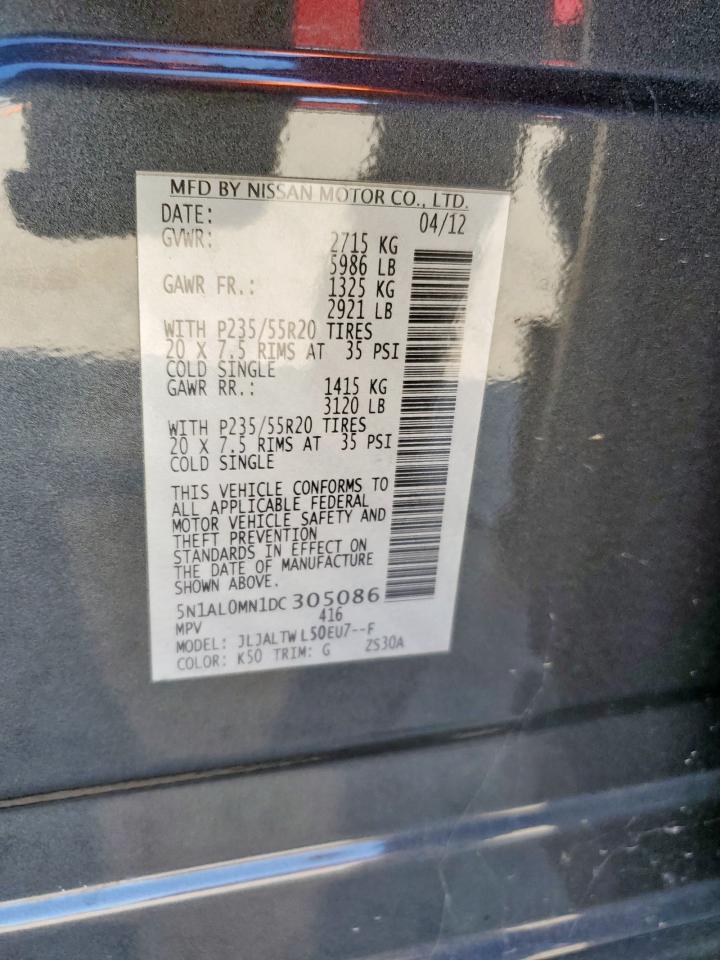 MFD BY NISSAN MOTOR CO., LTD.
DATE: 04/12
GVWR: 2715 KG
5986 LB
GAWR FR.: 1325 KG
2921 LB
WITH P235/55R20 TIRES
20 X 7.5 RIMS AT 35 PSI
COLD SINGLE
GAWR RR.: 1415 KG
3120 LB
WITH P235/55R20 TIRES
20 X 7.5 RIMS AT 35 PSI
COLD SINGLE
THIS VEHICLE CONFORMS TO
ALL APPLICABLE FEDERAL
MOTOR VEHICLE SAFETY AND
THEFT PREVENTION
STANDARDS IN EFFECT ON
THE DATE OF MANUFACTURE
SHOWN ABOVE.
5N1AL0MN1DC 305086
MPV 416
MODEL: JLJALTWL50EU7--F
COLOR: K50 TRIM: G ZS30A